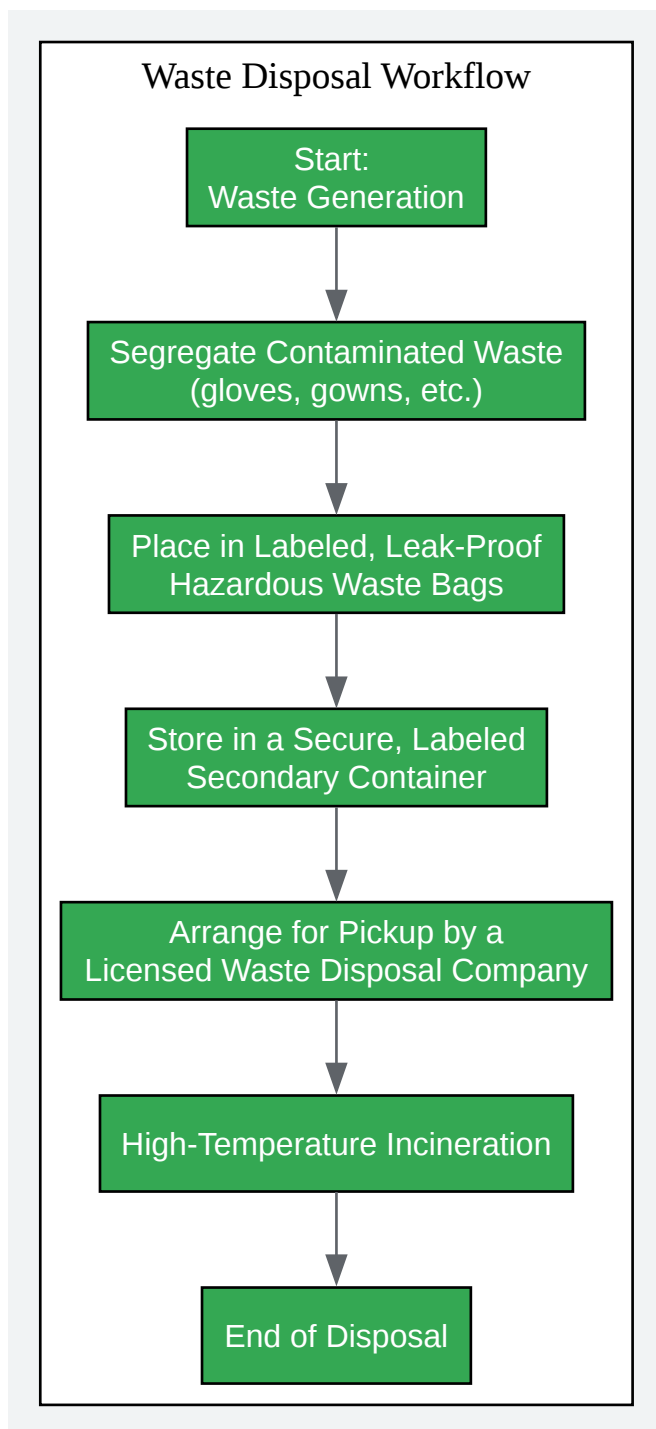 Waste Disposal Workflow
Start:
Waste Generation
Segregate Contaminated Waste
(gloves, gowns, etc.)
Place in Labeled, Leak-Proof
Hazardous Waste Bags
Store in a Secure, Labeled
Secondary Container
Arrange for Pickup by a
Licensed Waste Disposal Company
High-Temperature Incineration
End of Disposal